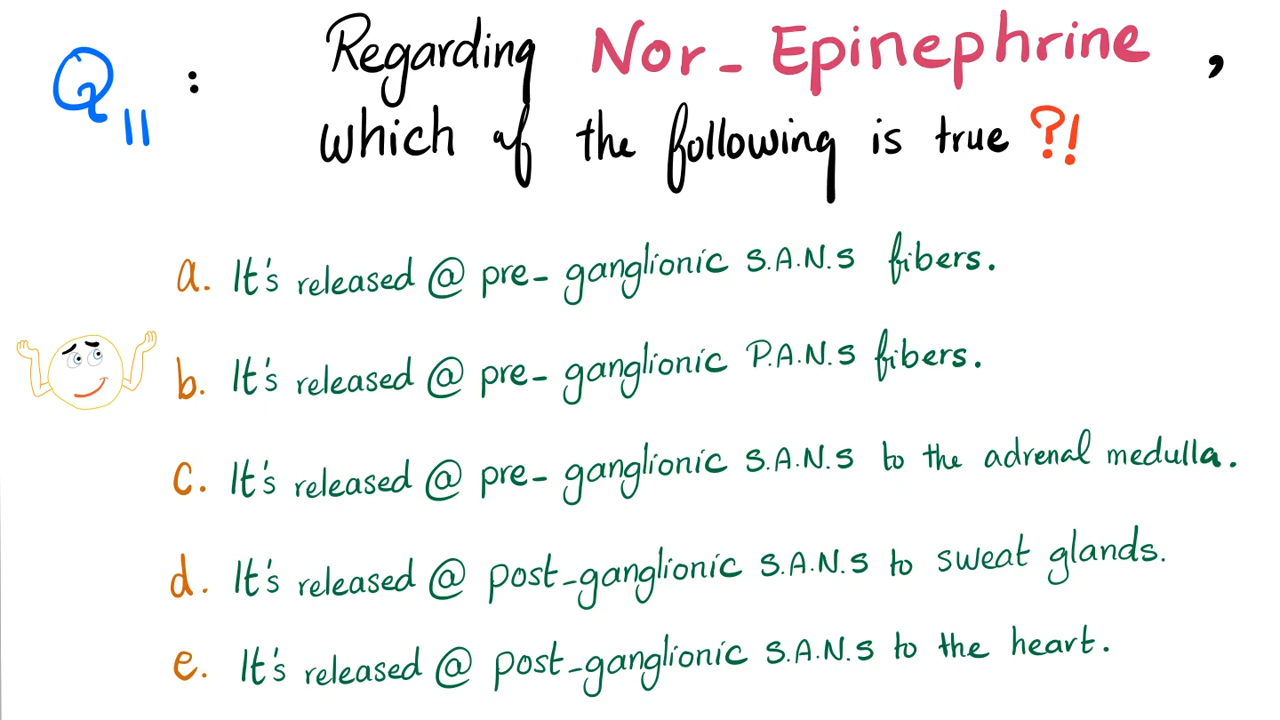 Q11 : Regarding Nor-Epinephrine,
which of the following is true ?!
a. It's released @ pre-ganglionic S.A.N.S fibers.
b. It's released @ pre-ganglionic P.A.N.S fibers.
c. It's released @ pre-ganglionic S.A.N.S to the adrenal medulla.
d. It's released @ post-ganglionic S.A.N.S to sweat glands.
e. It's released @ post-ganglionic S.A.N.S to the heart.